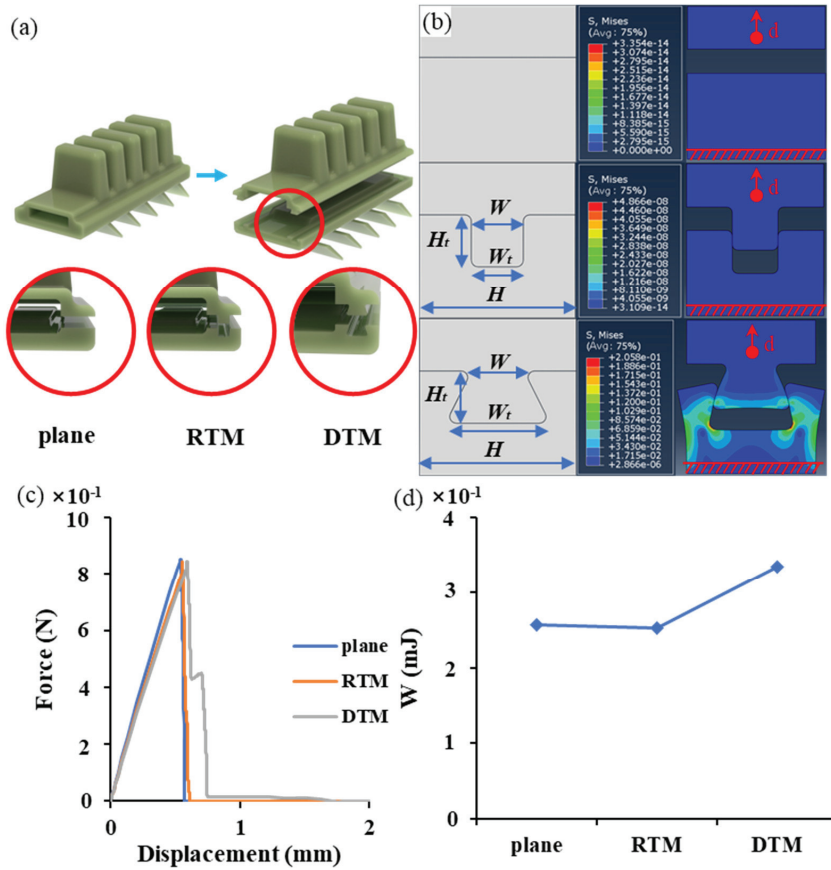 (a)
plane
RTM
DTM
(b)
S, Mises
(Avg: 75%)
+3.354e-14
+3.074e-14
+2.795e-14
+2.515e-14
+2.236e-14
+1.956e-14
+1.677e-14
+1.397e-14
+1.118e-14
+8.385e-15
+5.590e-15
+2.795e-15
+0.000e+00
d
W
Ht
Wt
H
S, Mises
(Avg: 75%)
+4.866e-08
+4.460e-08
+4.055e-08
+3.649e-08
+3.244e-08
+2.838e-08
+2.433e-08
+2.027e-08
+1.622e-08
+1.216e-08
+8.110e-09
+4.055e-09
+3.109e-14
d
W
Ht
Wt
H
S, Mises
(Avg: 75%)
+2.058e-01
+1.886e-01
+1.715e-01
+1.543e-01
+1.372e-01
+1.200e-01
+1.029e-01
+8.574e-02
+6.859e-02
+5.144e-02
+3.430e-02
+1.715e-02
+2.866e-06
d
(c)
×10-1
10
8
6
4
2
0
0
1
2
Force (N)
Displacement (mm)
plane
RTM
DTM
(d)
×10-1
4
3
2
1
0
W (mJ)
plane
RTM
DTM